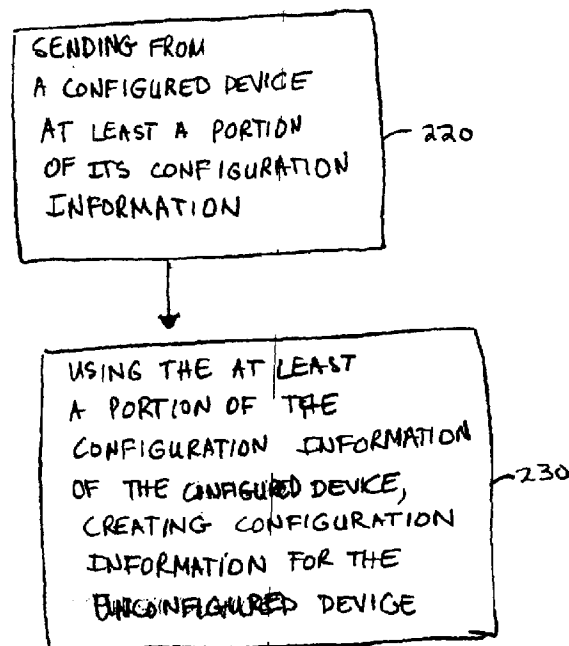 SENDING FROM
A CONFIGURED DEVICE
AT LEAST A PORTION
OF ITS CONFIGURATION
INFORMATION
220
USING THE AT LEAST
A PORTION OF THE
CONFIGURATION INFORMATION
OF THE CONFIGURED DEVICE,
230
CREATING CONFIGURATION
INFORMATION FOR THE
UNCONFIGURED DEVICE